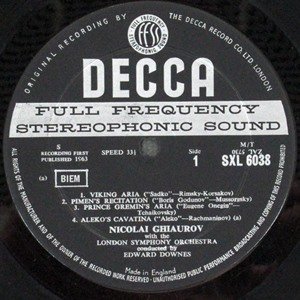 ORIGINAL RECORDING BY THE DECCA RECORD CO. LTD. LONDON
FULL FREQUENCY
STEREOPHONIC SOUND
FFSS
DECCA
FULL FREQUENCY
STEREOPHONIC SOUND
S
RECORDING FIRST
PUBLISHED 1963
SPEED 33⅓
Side
1
M/T
ZAL
SXL 6038
(a) BIEM
(a)
1. VIKING ARIA ("Sadko"—Rimsky-Korsakov)
2. PIMEN'S RECITATION ("Boris Godunov"—Mussorgsky)
3. PRINCE GREMIN'S ARIA ("Eugene Onegin"—
Tchaikovsky)
4. ALEKO'S CAVATINA ("Aleko"—Rachmaninov)
NICOLAI GHIAUROV
with the
LONDON SYMPHONY ORCHESTRA
conducted by
EDWARD DOWNES
Made in England
ALL RIGHTS OF THE MANUFACTURER AND OF THE OWNER OF THE RECORDED WORK RESERVED UNAUTHORISED PUBLIC PERFORMANCE BROADCASTING AND COPYING OF THIS RECORD PROHIBITED